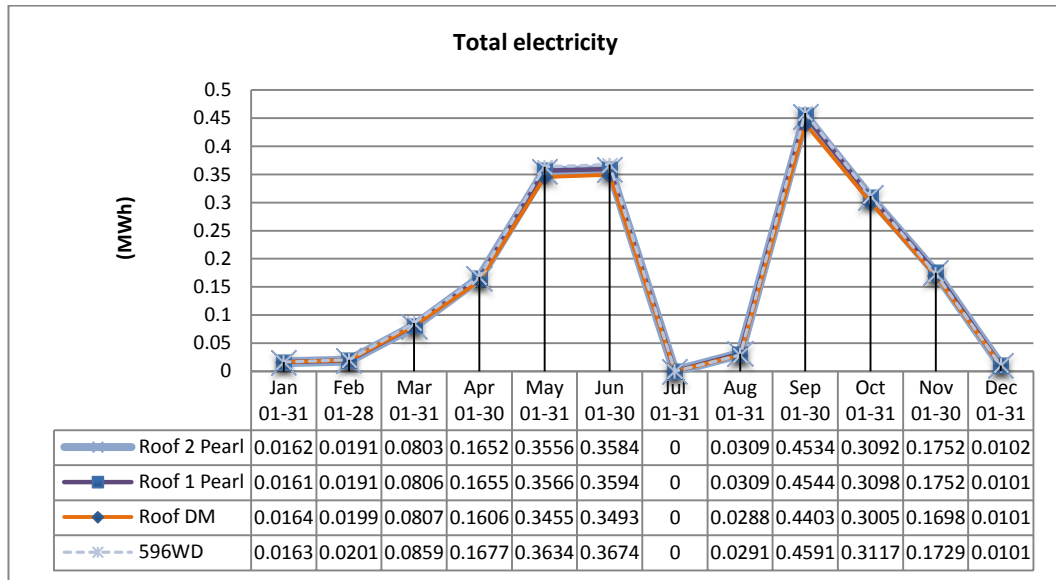 Total electricity
(MWh)
0.5
0.45
0.4
0.35
0.3
0.25
0.2
0.15
0.1
0.05
0
Jan Feb Mar Apr May Jun Jul Aug Sep Oct Nov Dec
01-31 01-28 01-31 01-30 01-31 01-30 01-31 01-31 01-30 01-31 01-30 01-31
Roof 2 Pearl 0.0162 0.0191 0.0803 0.1652 0.3556 0.3584 0 0.0309 0.4534 0.3092 0.1752 0.0102
Roof 1 Pearl 0.0161 0.0191 0.0806 0.1655 0.3566 0.3594 0 0.0309 0.4544 0.3098 0.1752 0.0101
Roof DM 0.0164 0.0199 0.0807 0.1606 0.3455 0.3493 0 0.0288 0.4403 0.3005 0.1698 0.0101
596WD 0.0163 0.0201 0.0859 0.1677 0.3634 0.3674 0 0.0291 0.4591 0.3117 0.1729 0.0101